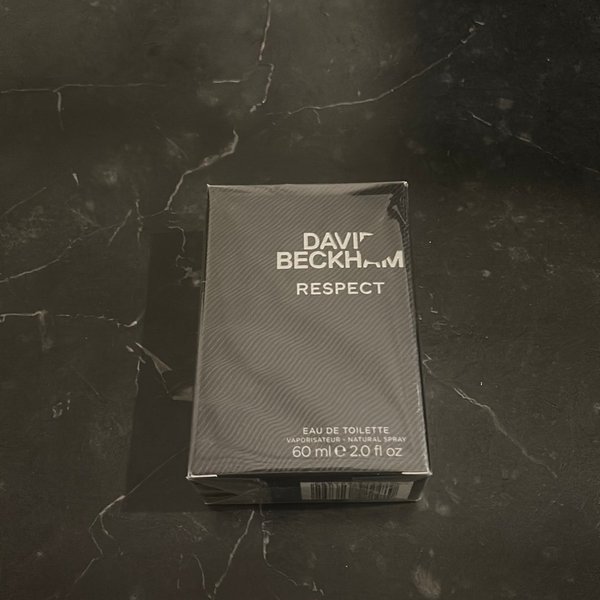 DAVID
BECKHAM
RESPECT
EAU DE TOILETTE
VAPORISATEUR - NATURAL SPRAY
60 ml ℮ 2.0 fl oz